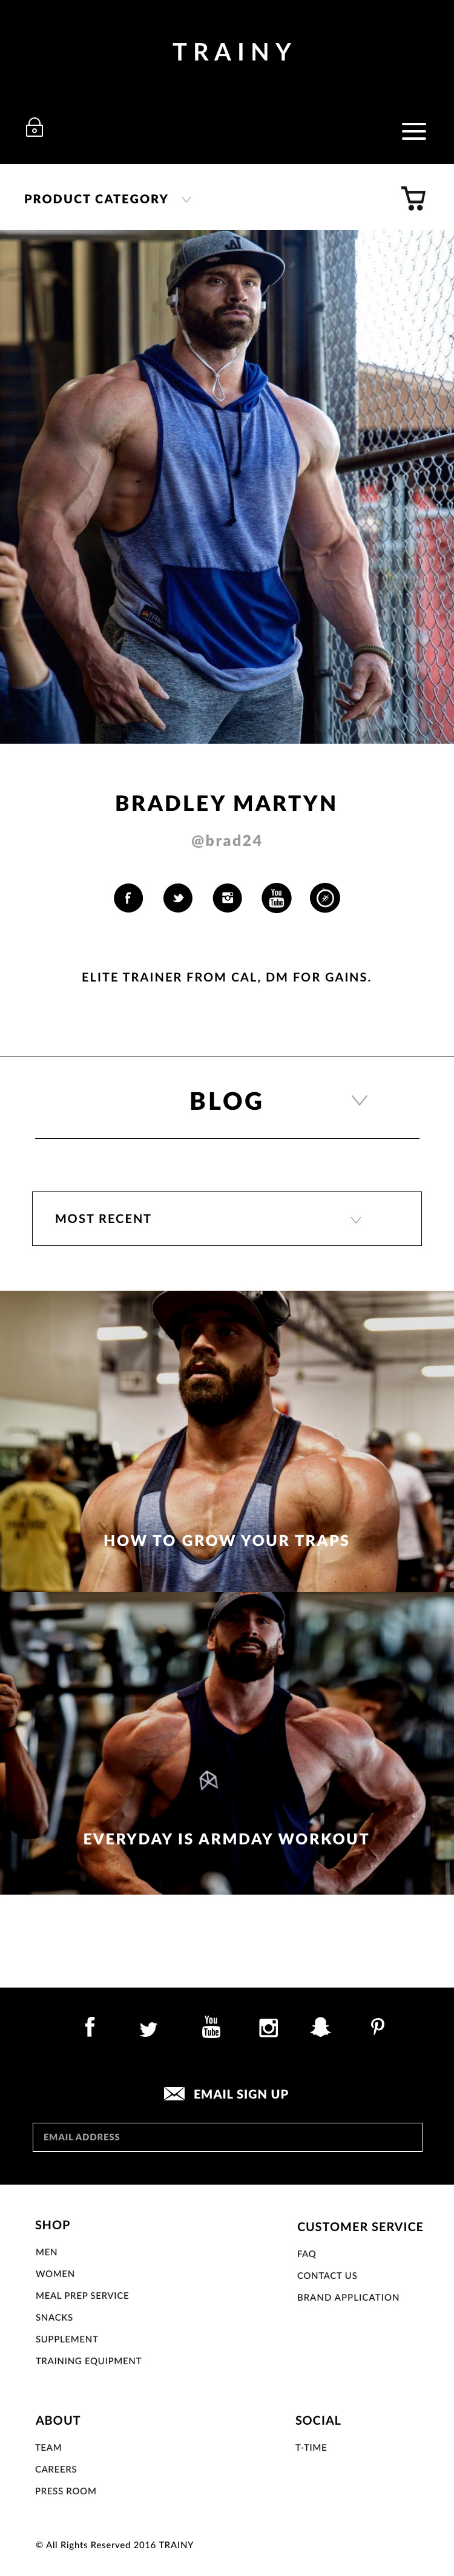 TRAINY
PRODUCT CATEGORY
BRADLEY MARTYN
@brad24
You
Tube
ELITE TRAINER FROM CAL, DM FOR GAINS.
BLOG
MOST RECENT
HOW TO GROW YOUR TRAPS
EVERYDAY IS ARMDAY WORKOUT
You
Tube
EMAIL SIGN UP
EMAIL ADDRESS
SHOP
MEN
WOMEN
MEAL PREP SERVICE
SNACKS
SUPPLEMENT
TRAINING EQUIPMENT
CUSTOMER SERVICE
FAQ
CONTACT US
BRAND APPLICATION
ABOUT
TEAM
CAREERS
PRESS ROOM
SOCIAL
T-TIME
© All Rights Reserved 2016 TRAINY